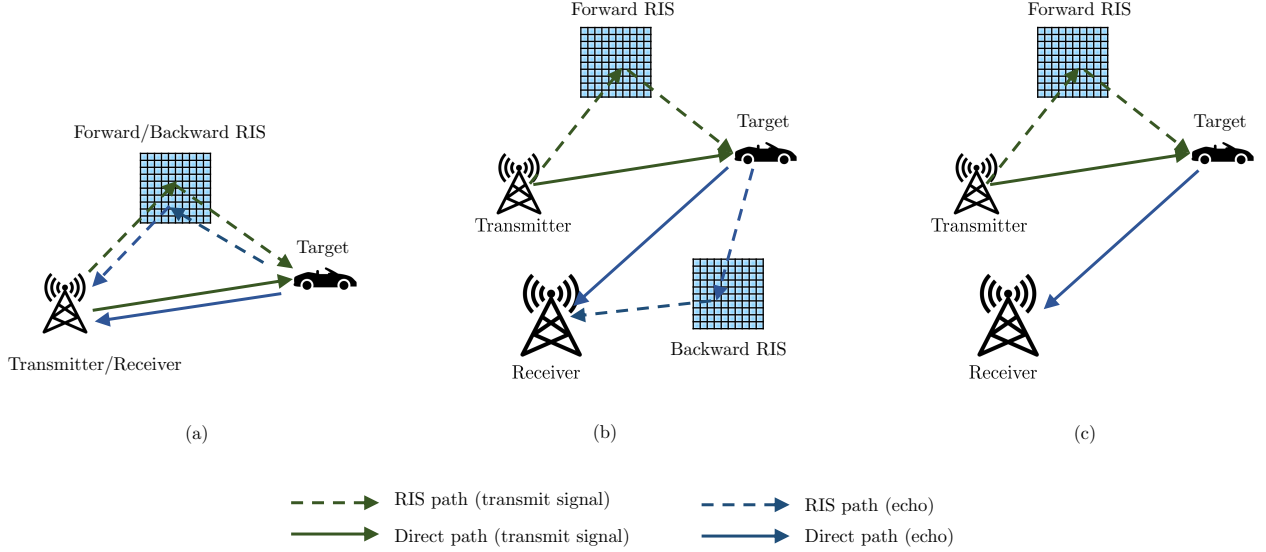 Forward RIS
Forward RIS
Target
Target
Forward/Backward RIS
Transmitter
Transmitter
Target
Backward RIS
Transmitter/Receiver
Receiver
Receiver
(a)
(b)
(c)
RIS path (transmit signal)
RIS path (echo)
Direct path (transmit signal)
Direct path (echo)